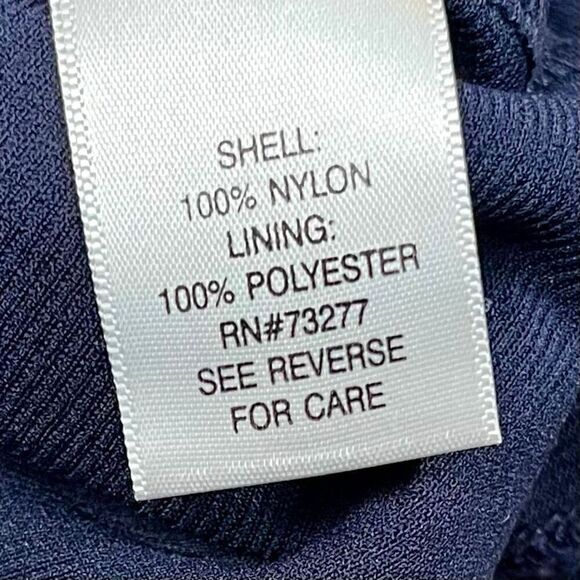 SHELL:
100% NYLON
LINING:
100% POLYESTER
RN#73277
SEE REVERSE
FOR CARE